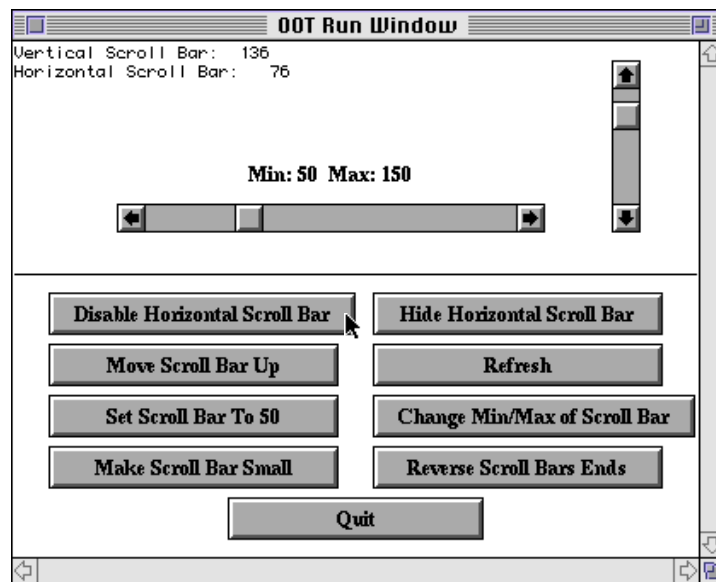 OOT Run Window
Vertical Scroll Bar:  136
Horizontal Scroll Bar:   76
Min: 50  Max: 150
Disable Horizontal Scroll Bar
Hide Horizontal Scroll Bar
Move Scroll Bar Up
Refresh
Set Scroll Bar To 50
Change Min/Max of Scroll Bar
Make Scroll Bar Small
Reverse Scroll Bars Ends
Quit